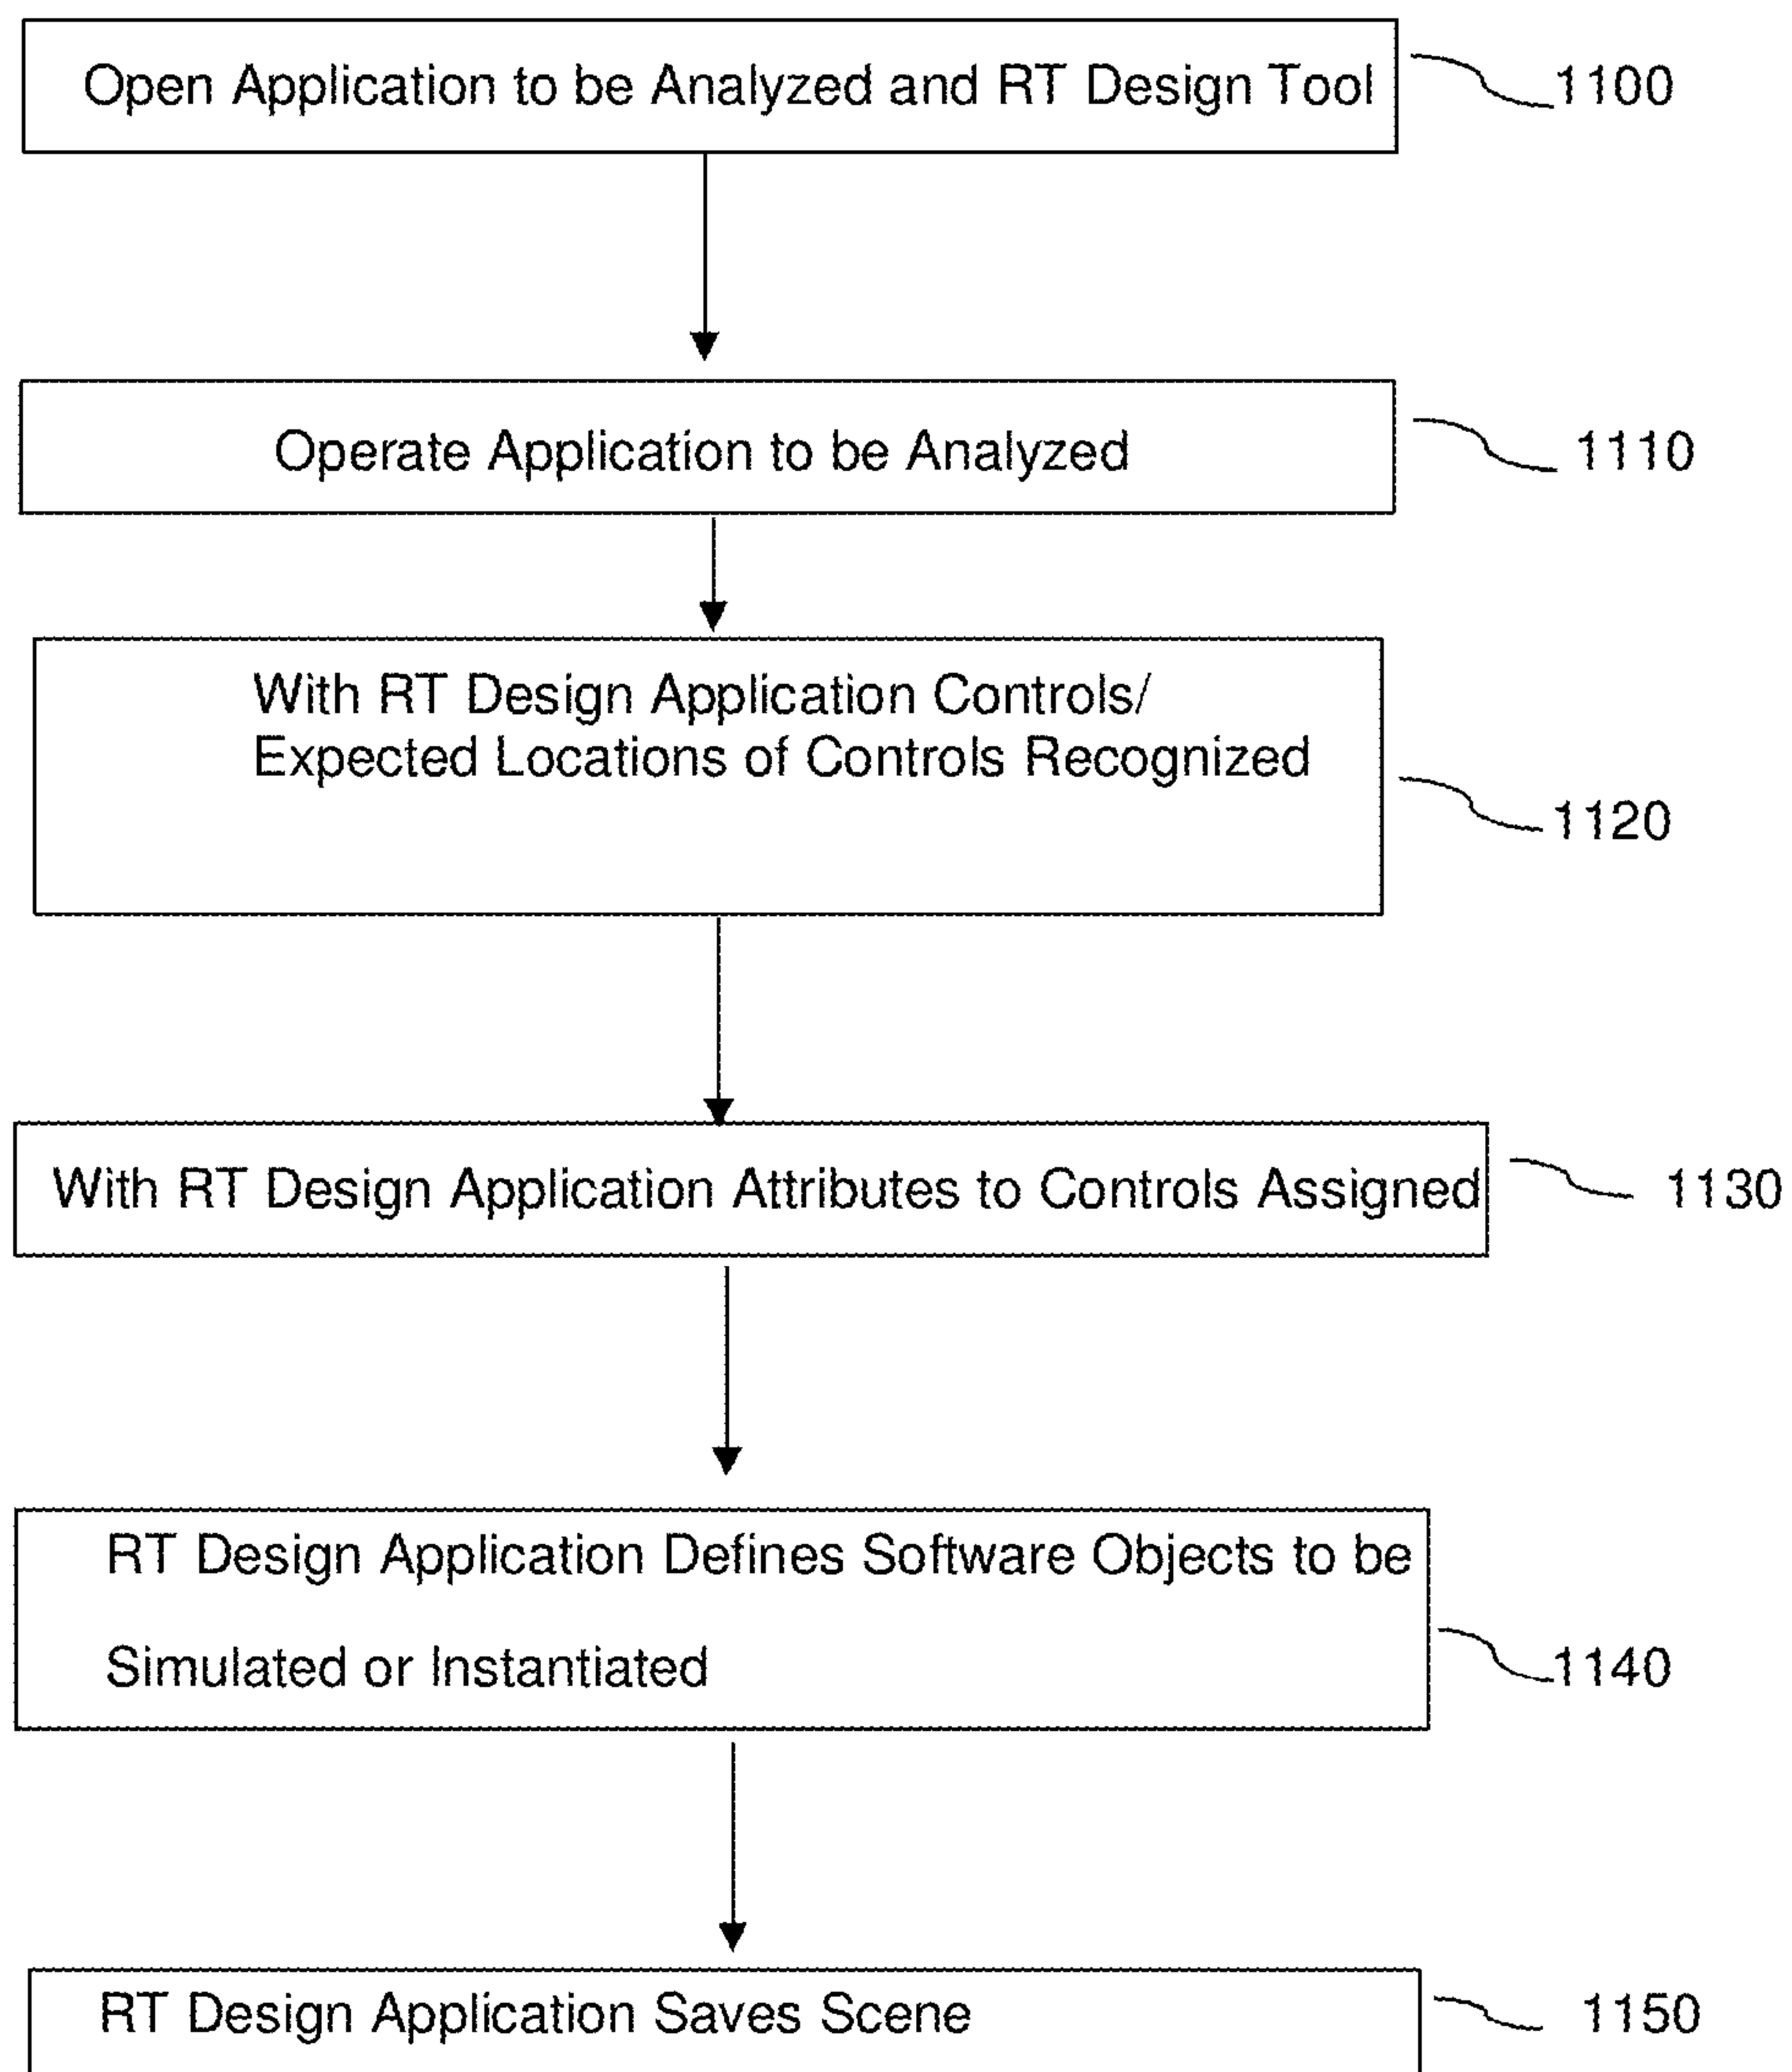 Open Application to be Analyzed and RT Design Tool
1100
Operate Application to be Analyzed
1110
With RT Design Application Controls/
Expected Locations of Controls Recognized
1120
With RT Design Application Attributes to Controls Assigned
1130
RT Design Application Defines Software Objects to be
Simulated or Instantiated
1140
RT Design Application Saves Scene
1150